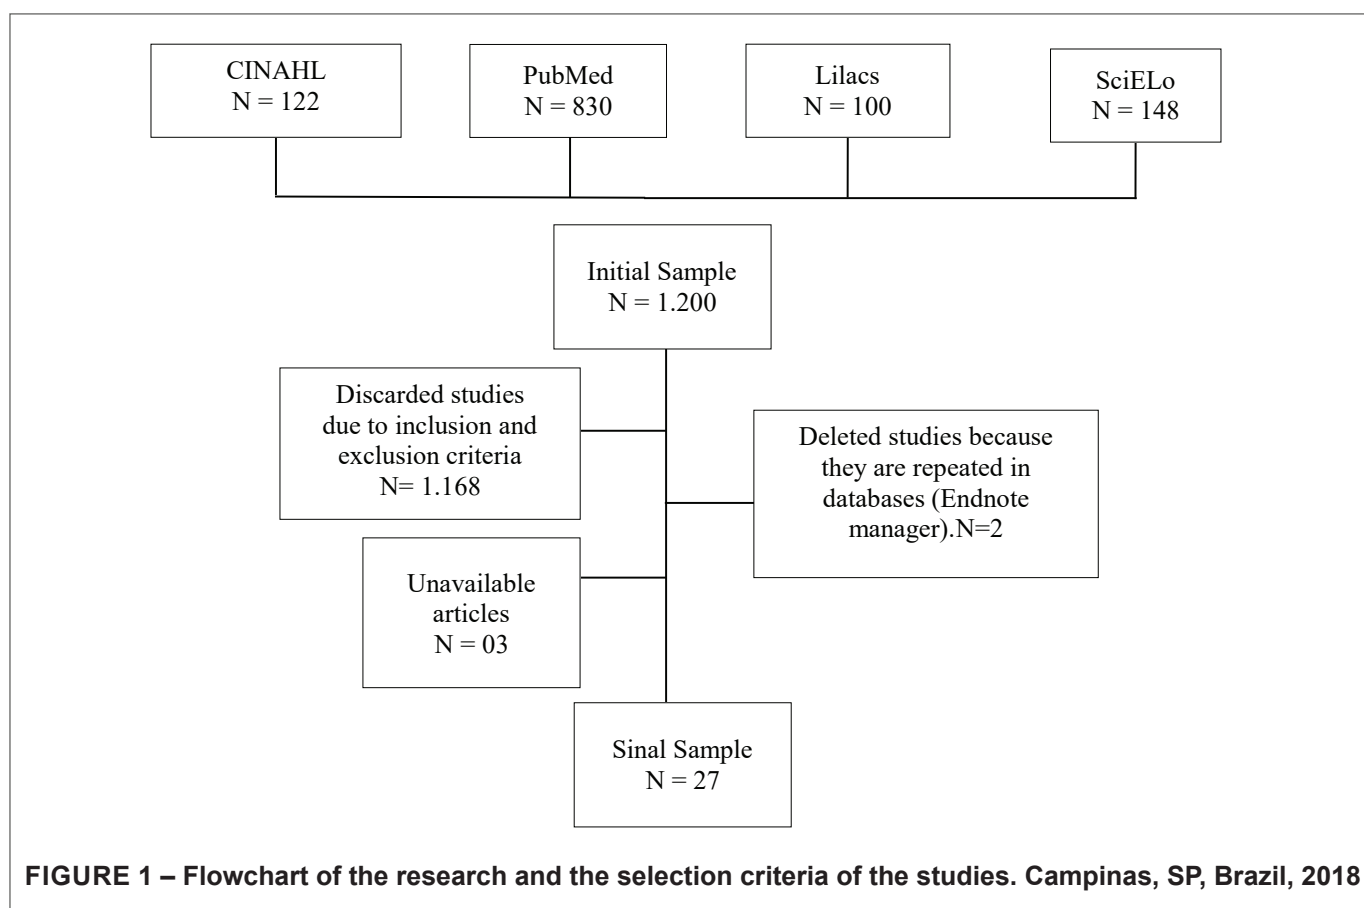 CINAHL
N = 122
PubMed
N = 830
Lilacs
N = 100
SciELo
N = 148
Initial Sample
N = 1.200
Discarded studies
due to inclusion and
exclusion criteria
N= 1.168
Deleted studies because
they are repeated in
databases (Endnote
manager).N=2
Unavailable
articles
N = 03
Sinal Sample
N = 27
FIGURE 1 – Flowchart of the research and the selection criteria of the studies. Campinas, SP, Brazil, 2018